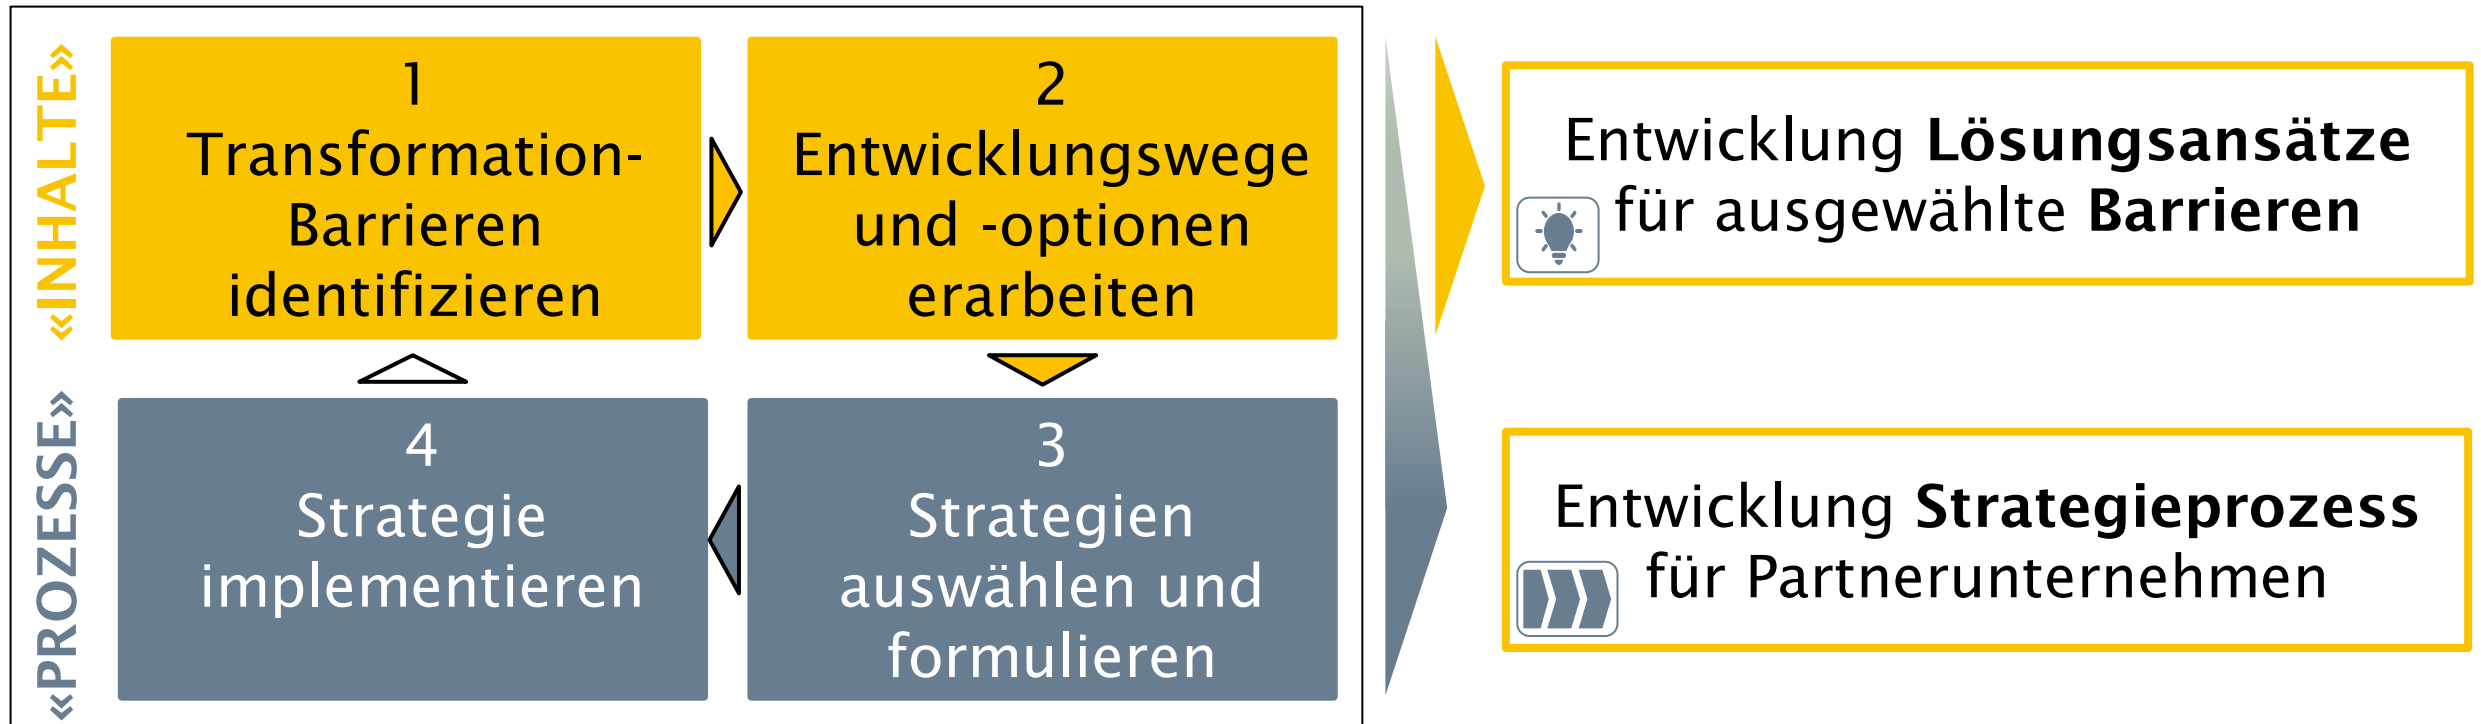 «INHALTE»
1
Transformation-
Barrieren
identifizieren
2
Entwicklungswege
und -optionen
erarbeiten
«PROZESSE»
4
Strategie
implementieren
3
Strategien
auswählen und
formulieren
Entwicklung Lösungsansätze
für ausgewählte Barrieren
Entwicklung Strategieprozess
für Partnerunternehmen